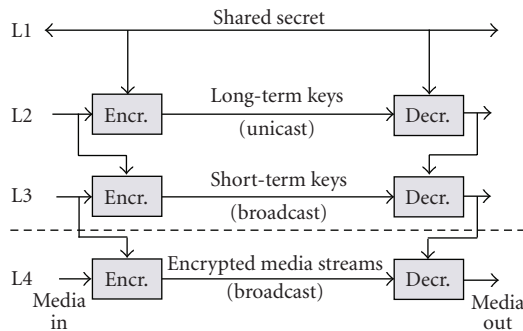 L1
Shared secret
L2
Encr.
Long-term keys
(unicast)
Decr.
L3
Encr.
Short-term keys
(broadcast)
Decr.
L4
Encr.
Encrypted media streams
(broadcast)
Decr.
Media
in
Media
out